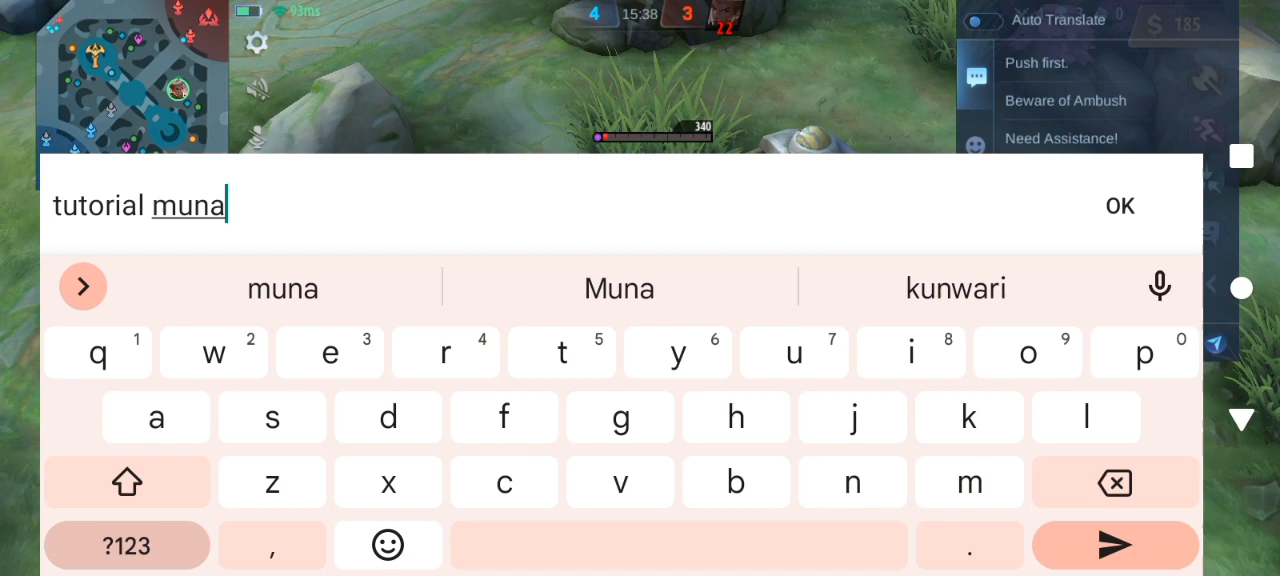 93ms
4 15:38 3
22
Auto Translate
185
Push first.
Beware of Ambush
Need Assistance!
340
tutorial muna
OK
muna Muna kunwari
q 1 w 2 e 3 r 4 t 5 y 6 u 7 i 8 o 9 p 0
a s d f g h j k l
z x c v b n m
?123 , .